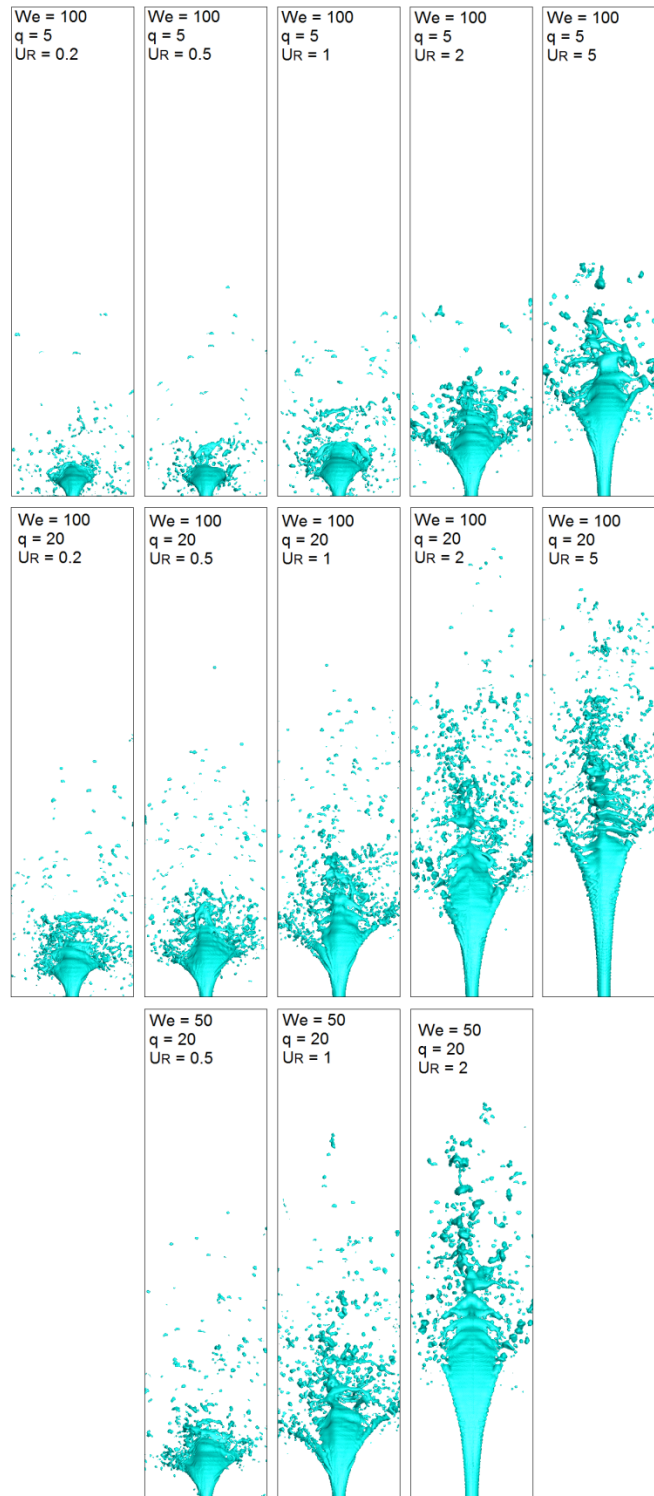 We = 100
q = 5
UR = 0.2
We = 100
q = 5
UR = 0.5
We = 100
q = 5
UR = 1
We = 100
q = 5
UR = 2
We = 100
q = 5
UR = 5
We = 100
q = 20
UR = 0.2
We = 100
q = 20
UR = 0.5
We = 100
q = 20
UR = 1
We = 100
q = 20
UR = 2
We = 100
q = 20
UR = 5
We = 50
q = 20
UR = 0.5
We = 50
q = 20
UR = 1
We = 50
q = 20
UR = 2